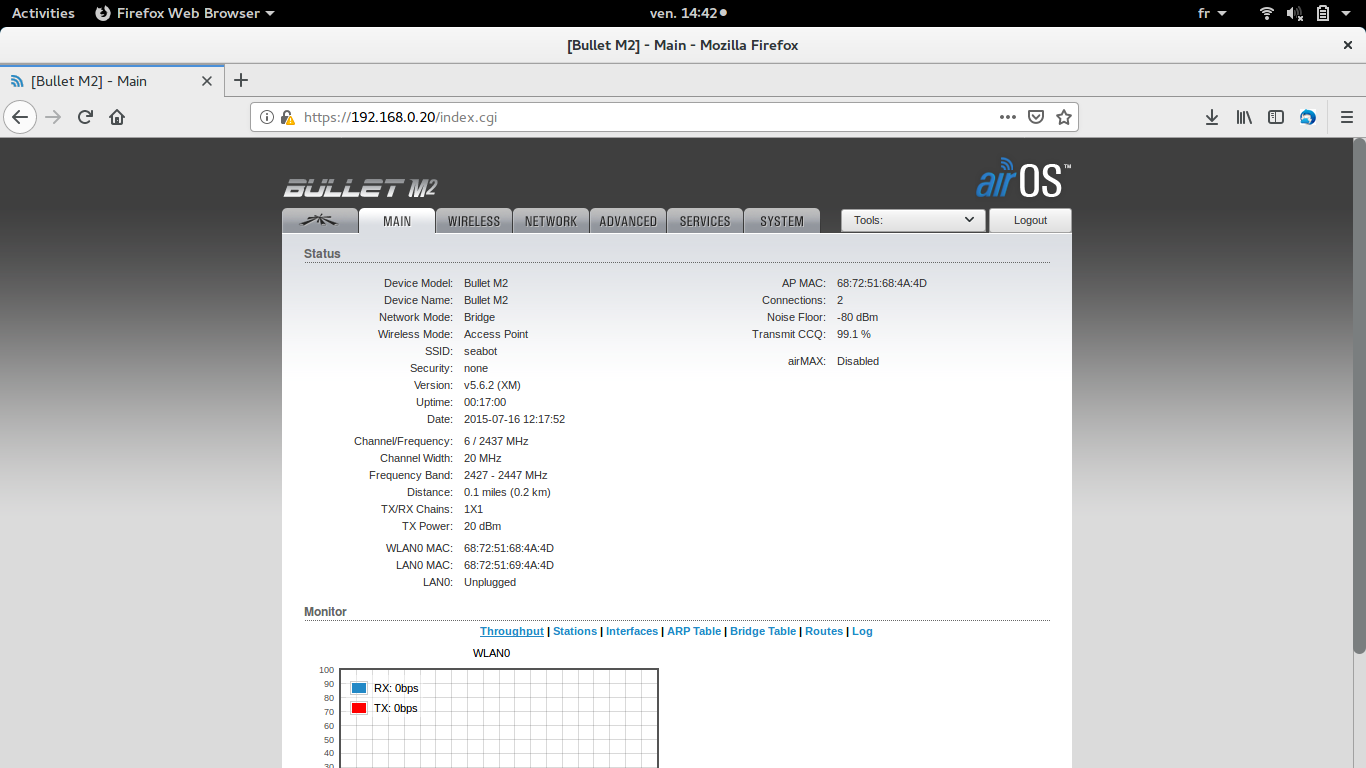 Activities Firefox Web Browser ven. 14:42 fr
[Bullet M2] - Main - Mozilla Firefox
[Bullet M2] - Main
https://192.168.0.20/index.cgi
BULLET M2 airOS™
MAIN WIRELESS NETWORK ADVANCED SERVICES SYSTEM Tools: Logout
Status
Device Model: Bullet M2
Device Name: Bullet M2
Network Mode: Bridge
Wireless Mode: Access Point
SSID: seabot
Security: none
Version: v5.6.2 (XM)
Uptime: 00:17:00
Date: 2015-07-16 12:17:52
Channel/Frequency: 6 / 2437 MHz
Channel Width: 20 MHz
Frequency Band: 2427 - 2447 MHz
Distance: 0.1 miles (0.2 km)
TX/RX Chains: 1X1
TX Power: 20 dBm
WLAN0 MAC: 68:72:51:68:4A:4D
LAN0 MAC: 68:72:51:69:4A:4D
LAN0: Unplugged
AP MAC: 68:72:51:68:4A:4D
Connections: 2
Noise Floor: -80 dBm
Transmit CCQ: 99.1 %
airMAX: Disabled
Monitor
Throughput | Stations | Interfaces | ARP Table | Bridge Table | Routes | Log
WLAN0
100
90
RX: 0bps
80
TX: 0bps
70
60
50
40
30